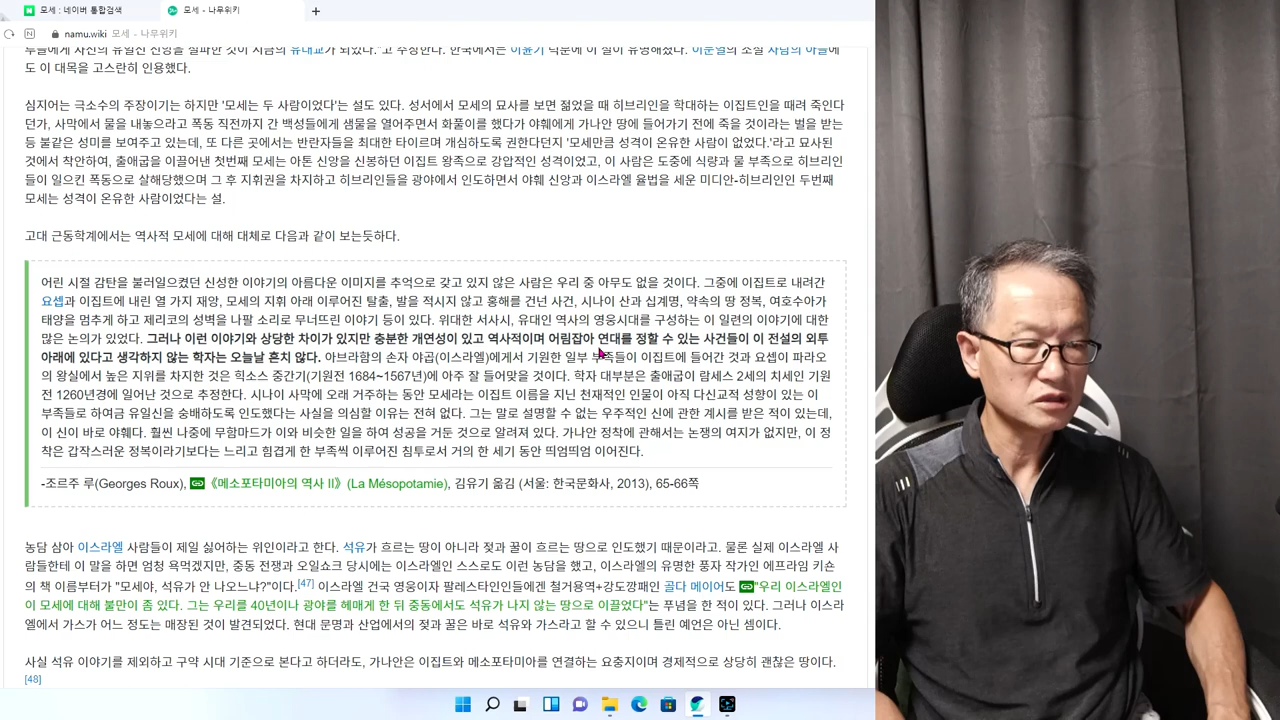 모세 : 네이버 통합검색
모세 - 나무위키
namu.wiki 모세 - 나무위키
도 이 대목을 고스란히 인용했다.
심지어는 극소수의 주장이기는 하지만 '모세는 두 사람이었다'는 설도 있다. 성서에서 모세의 묘사를 보면 젊었을 때 히브리인을 학대하는 이집트인을 때려 죽인다
던가, 사막에서 물을 내놓으라고 폭동 직전까지 간 백성들에게 샘물을 열어주면서 화풀이를 했다가 야훼에게 가나안 땅에 들어가기 전에 죽을 것이라는 벌을 받는
등 불같은 성미를 보여주고 있는데, 또 다른 곳에서는 반란자들을 최대한 타이르며 개심하도록 권한다던지 '모세만큼 성격이 온유한 사람이 없었다.'라고 묘사된
것에서 착안하여, 출애굽을 이끌어낸 첫번째 모세는 아톤 신앙을 신봉하던 이집트 왕족으로 강압적인 성격이었고, 이 사람은 도중에 식량과 물 부족으로 히브리인
들이 일으킨 폭동으로 살해당했으며 그 후 지휘권을 차지하고 히브리인들을 광야에서 인도하면서 야훼 신앙과 이스라엘 율법을 세운 미디안-히브리인인 두번째
모세는 성격이 온유한 사람이었다는 설.
고대 근동학계에서는 역사적 모세에 대해 대체로 다음과 같이 보는듯하다.
어린 시절 감탄을 불러일으켰던 신성한 이야기의 아름다운 이미지를 추억으로 갖고 있지 않은 사람은 우리 중 아무도 없을 것이다. 그중에 이집트로 내려간
요셉과 이집트에 내린 열 가지 재앙, 모세의 지휘 아래 이루어진 탈출, 발을 적시지 않고 홍해를 건넌 사건, 시나이 산과 십계명, 약속의 땅 정복, 여호수아가
태양을 멈추게 하고 제리코의 성벽을 나팔 소리로 무너뜨린 이야기 등이 있다. 위대한 서사시, 유대인 역사의 영웅시대를 구성하는 이 일련의 이야기에 대한
많은 논의가 있었다. 그러나 이런 이야기와 상당한 차이가 있지만 충분한 개연성이 있고 역사적이며 어림잡아 연대를 정할 수 있는 사건들이 이 전설의 외투
아래에 있다고 생각하지 않는 학자는 오늘날 흔치 않다. 아브라함의 손자 야곱(이스라엘)에게서 기원한 일부 부족들이 이집트에 들어간 것과 요셉이 파라오
의 왕실에서 높은 지위를 차지한 것은 힉소스 중간기(기원전 1684~1567년)에 아주 잘 들어맞을 것이다. 학자 대부분은 출애굽이 람세스 2세의 치세인 기원
전 1260년경에 일어난 것으로 추정한다. 시나이 사막에 오래 거주하는 동안 모세라는 이집트 이름을 지닌 천재적인 인물이 아직 다신교적 성향이 있는 이
부족들로 하여금 유일신을 숭배하도록 인도했다는 사실을 의심할 이유는 전혀 없다. 그는 말로 설명할 수 없는 우주적인 신에 관한 계시를 받은 적이 있는데,
이 신이 바로 야훼다. 훨씬 나중에 무함마드가 이와 비슷한 일을 하여 성공을 거둔 것으로 알려져 있다. 가나안 정착에 관해서는 논쟁의 여지가 없지만, 이 정
착은 갑작스러운 정복이라기보다는 느리고 힘겹게 한 부족씩 이루어진 침투로서 거의 한 세기 동안 띄엄띄엄 이어진다.
-조르주 루(Georges Roux), 《메소포타미아의 역사 II》(La Mésopotamie), 김유기 옮김 (서울: 한국문화사, 2013), 65-66쪽
농담 삼아 이스라엘 사람들이 제일 싫어하는 위인이라고 한다. 석유가 흐르는 땅이 아니라 젖과 꿀이 흐르는 땅으로 인도했기 때문이라고. 물론 실제 이스라엘 사
람들한테 이 말을 하면 엄청 욕먹겠지만, 중동 전쟁과 오일쇼크 당시에는 이스라엘인 스스로도 이런 농담을 했고, 이스라엘의 유명한 풍자 작가인 에프라임 키숀
의 책 이름부터가 "모세야, 석유가 안 나오느냐?"이다.[47] 이스라엘 건국 영웅이자 팔레스타인인들에겐 철거용역+강도깡패인 골다 메이어도 "우리 이스라엘인
이 모세에 대해 불만이 좀 있다. 그는 우리를 40년이나 광야를 헤매게 한 뒤 중동에서도 석유가 나지 않는 땅으로 이끌었다"는 푸념을 한 적이 있다. 그러나 이스라
엘에서 가스가 어느 정도는 매장된 것이 발견되었다. 현대 문명과 산업에서의 젖과 꿀은 바로 석유와 가스라고 할 수 있으니 틀린 예언은 아닌 셈이다.
사실 석유 이야기를 제외하고 구약 시대 기준으로 본다고 하더라도, 가나안은 이집트와 메소포타미아를 연결하는 요충지이며 경제적으로 상당히 괜찮은 땅이다.
[48]